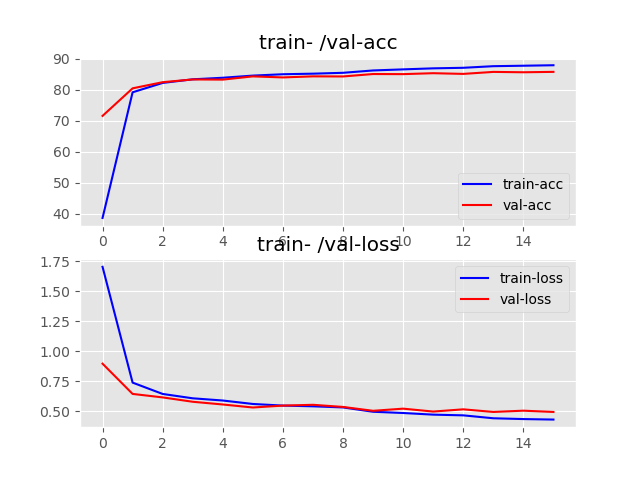 train- /val-acc
90
80
70
60
50
40
train-acc
val-acc
0 2 4 6 8 10 12 14
train- /val-loss
1.75
1.50
1.25
1.00
0.75
0.50
train-loss
val-loss
0 2 4 6 8 10 12 14